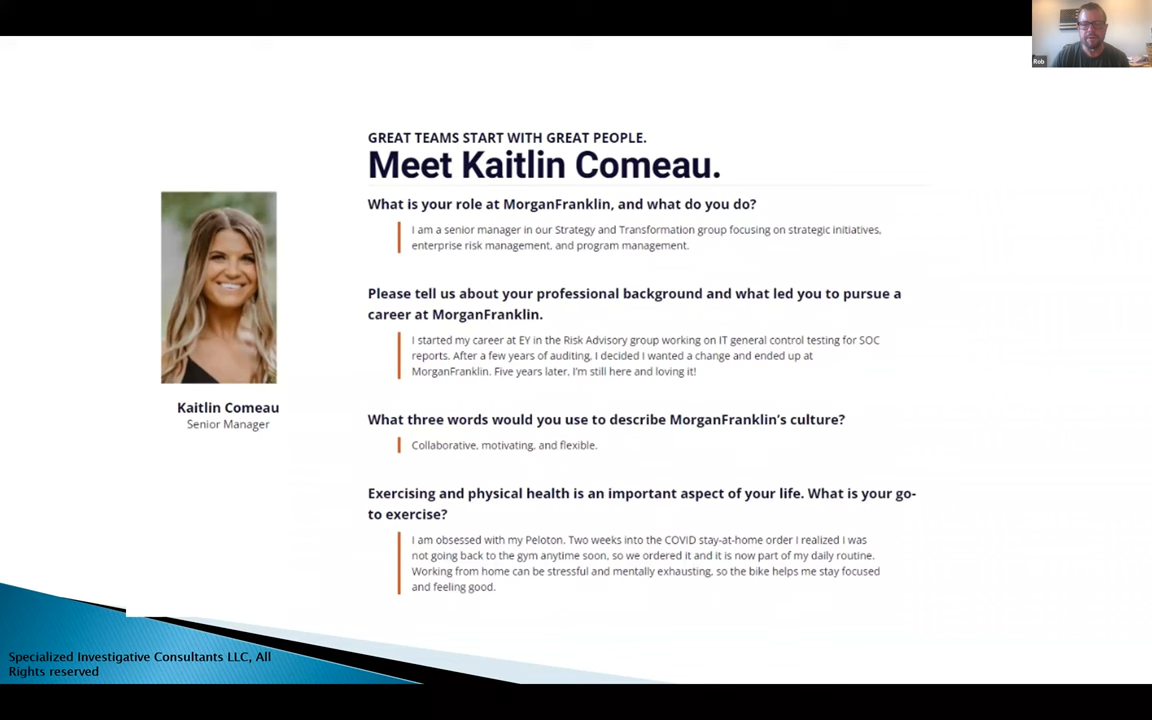 Rob
GREAT TEAMS START WITH GREAT PEOPLE.
Meet Kaitlin Comeau.
What is your role at MorganFranklin, and what do you do?
I am a senior manager in our Strategy and Transformation group focusing on strategic initiatives,
enterprise risk management, and program management.
Please tell us about your professional background and what led you to pursue a
career at MorganFranklin.
I started my career at EY in the Risk Advisory group working on IT general control testing for SOC
reports. After a few years of auditing, I decided I wanted a change and ended up at
MorganFranklin. Five years later, I'm still here and loving it!
Kaitlin Comeau
Senior Manager
What three words would you use to describe MorganFranklin's culture?
Collaborative, motivating, and flexible.
Exercising and physical health is an important aspect of your life. What is your go-
to exercise?
I am obsessed with my Peloton. Two weeks into the COVID stay-at-home order I realized I was
not going back to the gym anytime soon, so we ordered it and it is now part of my daily routine.
Working from home can be stressful and mentally exhausting, so the bike helps me stay focused
and feeling good.
Specialized Investigative Consultants LLC, All
Rights reserved